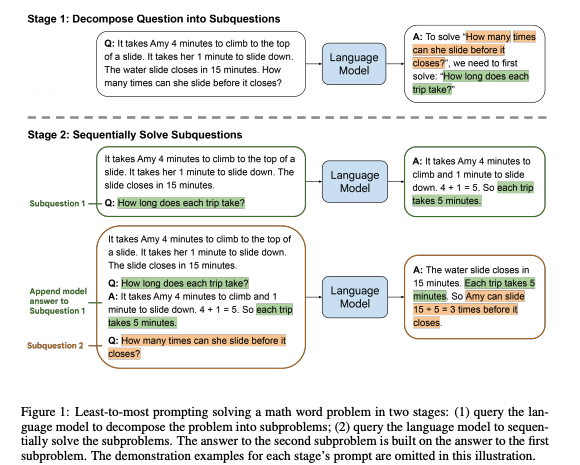 Stage 1: Decompose Question into Subquestions
Q: It takes Amy 4 minutes to climb to the top
of a slide. It takes her 1 minute to slide down.
The water slide closes in 15 minutes. How
many times can she slide before it closes?
Language
Model
A: To solve “How many times
can she slide before it
closes?”, we need to first
solve: “How long does each
trip take?”
Stage 2: Sequentially Solve Subquestions
It takes Amy 4 minutes to climb to the top of a
slide. It takes her 1 minute to slide down. The
slide closes in 15 minutes.
Subquestion 1
Q: How long does each trip take?
Language
Model
A: It takes Amy 4 minutes to
climb and 1 minute to slide
down. 4 + 1 = 5. So each trip
takes 5 minutes.
It takes Amy 4 minutes to climb to the top of
a slide. It takes her 1 minute to slide down.
The slide closes in 15 minutes.
Append model
answer to
Subquestion 1
Q: How long does each trip take?
A: It takes Amy 4 minutes to climb and 1
minute to slide down. 4 + 1 = 5. So each
trip takes 5 minutes.
Subquestion 2
Q: How many times can she slide before it
closes?
Language
Model
A: The water slide closes in
15 minutes. Each trip takes 5
minutes. So Amy can slide
15 ÷ 5 = 3 times before it
closes.
Figure 1: Least-to-most prompting solving a math word problem in two stages: (1) query the lan-
guage model to decompose the problem into subproblems; (2) query the language model to sequen-
tially solve the subproblems. The answer to the second subproblem is built on the answer to the first
subproblem. The demonstration examples for each stage’s prompt are omitted in this illustration.